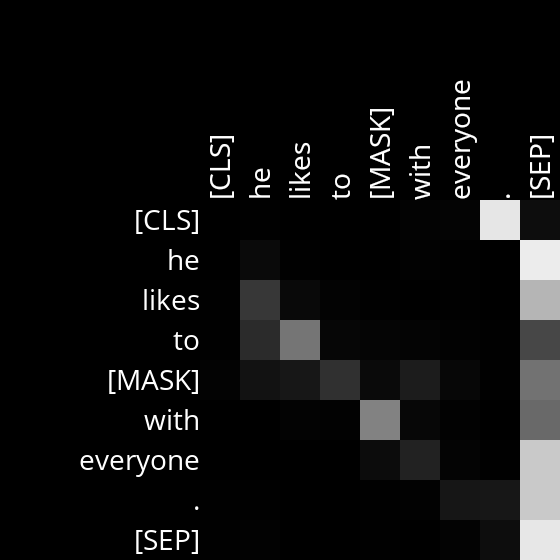 [CLS] he likes to [MASK] with everyone . [SEP]
[CLS]
he
likes
to
[MASK]
with
everyone
.
[SEP]